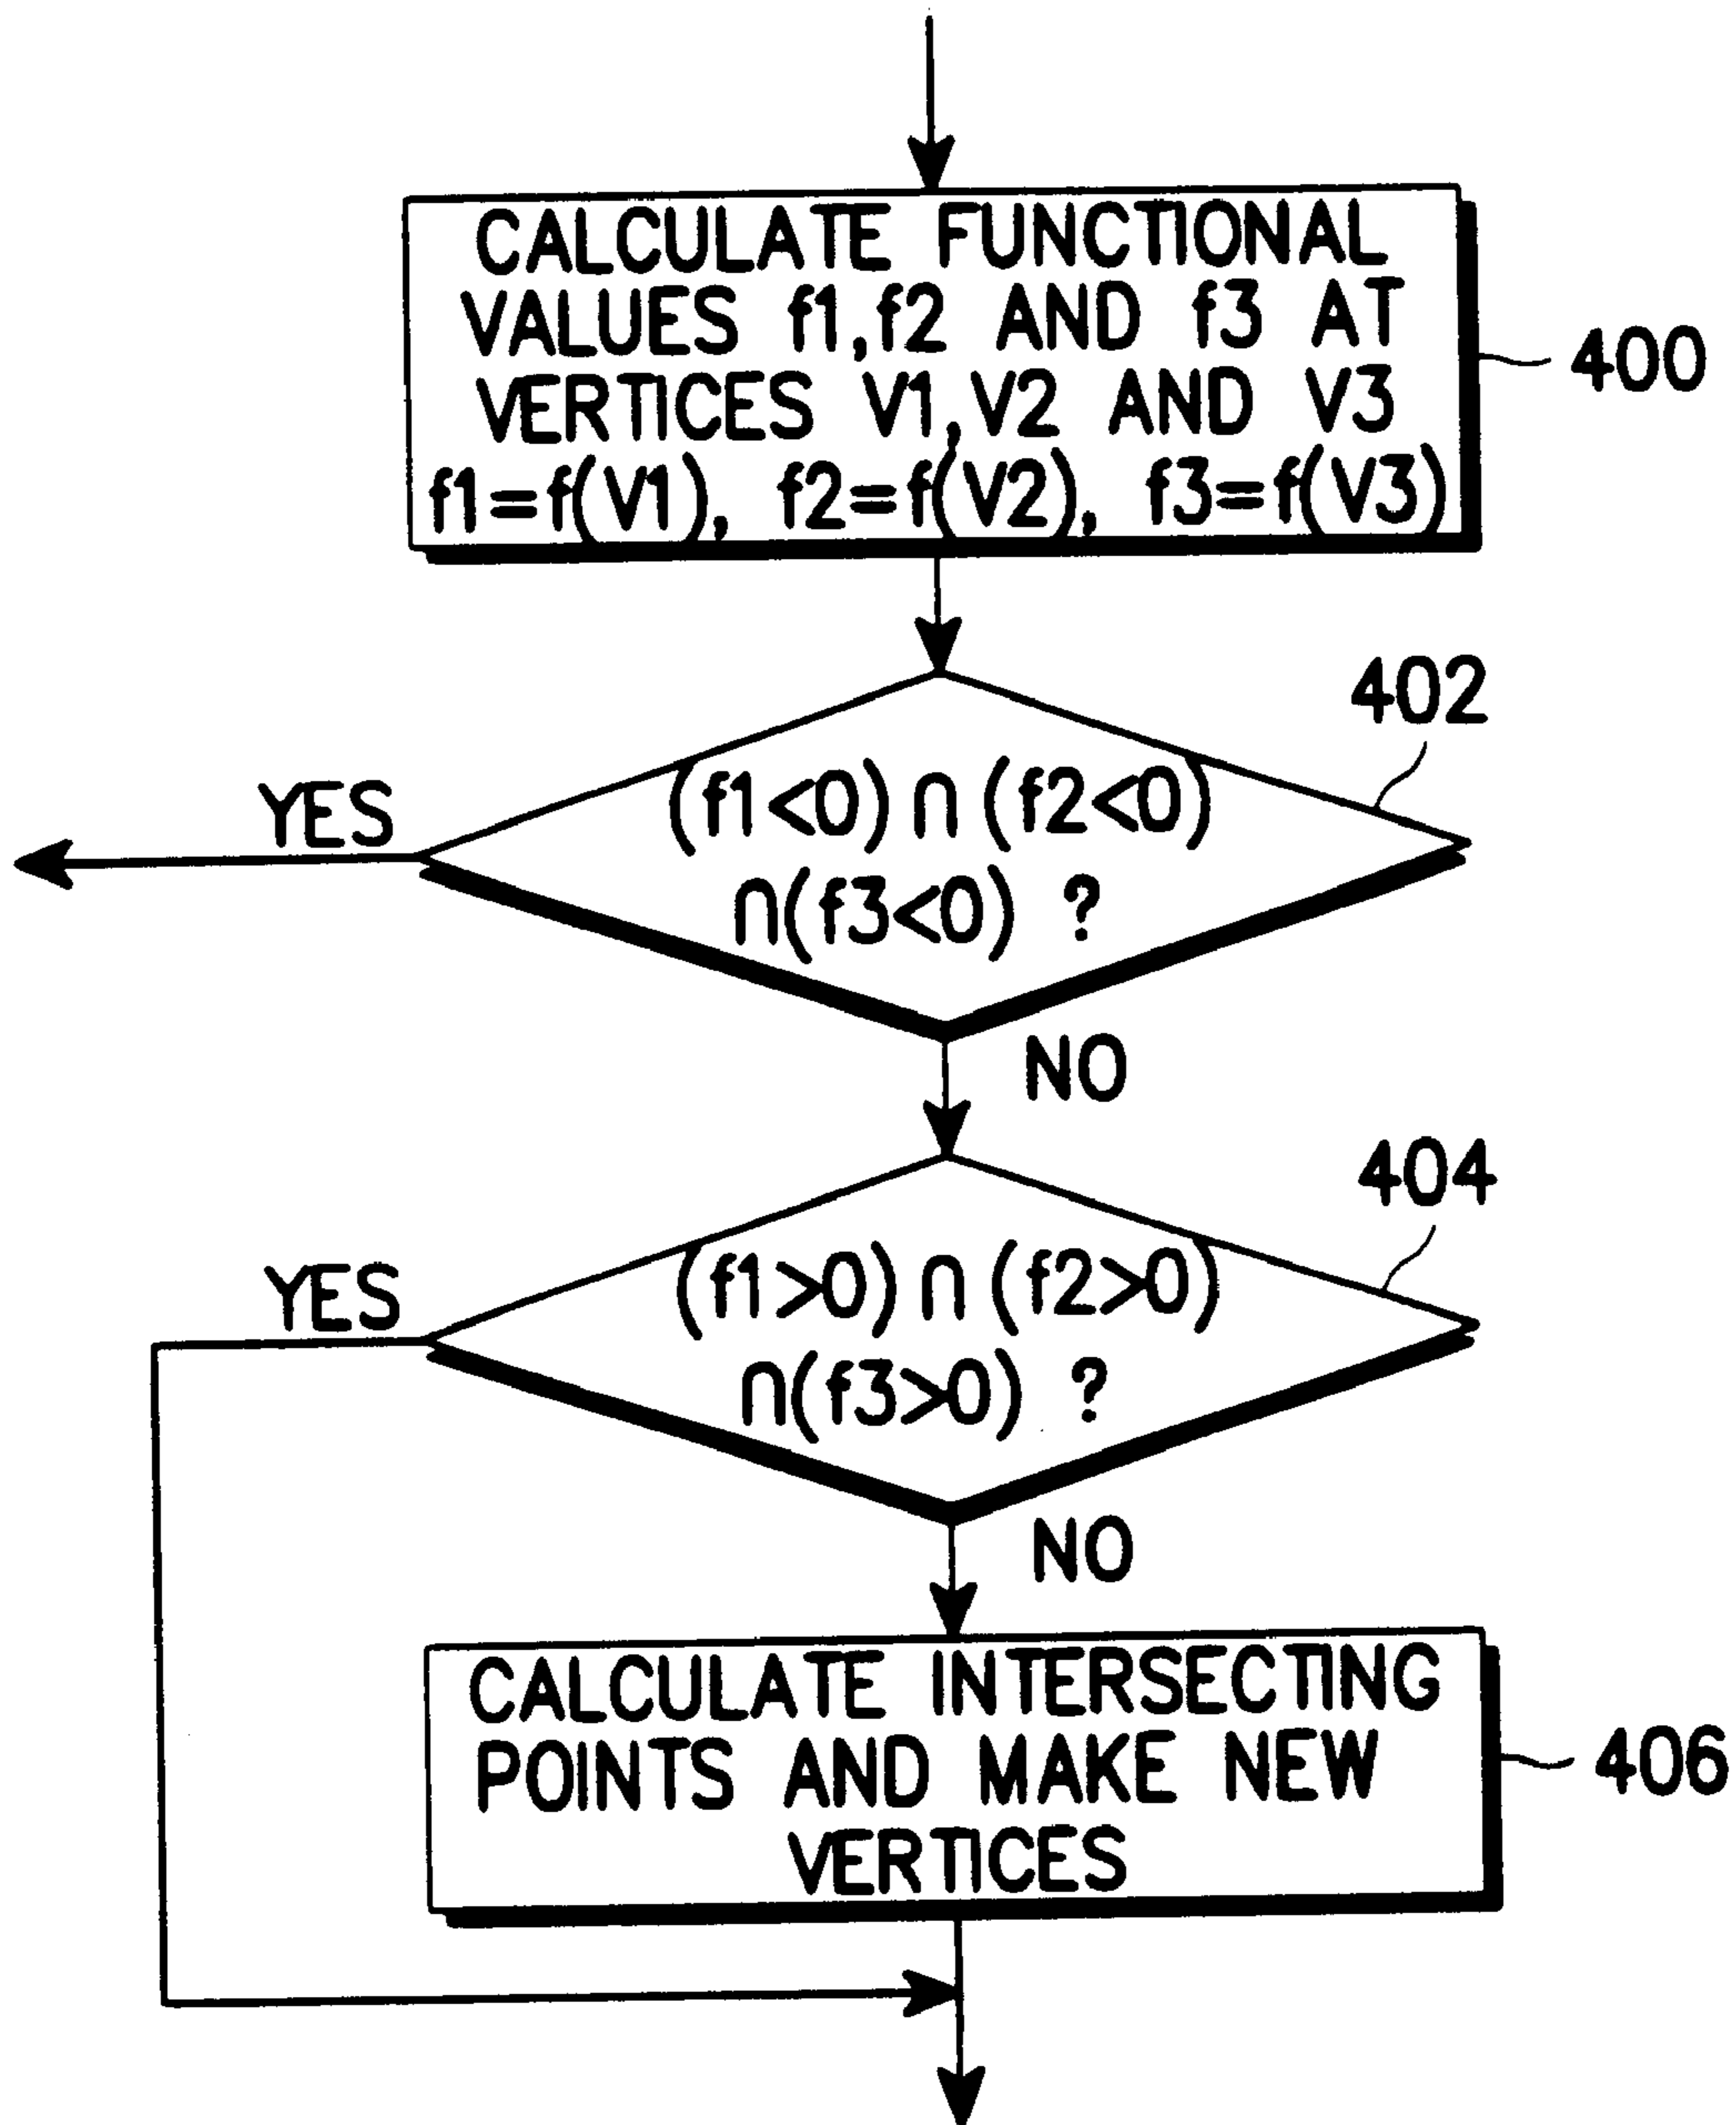 CALCULATE FUNCTIONAL
VALUES f1,f2 AND f3 AT
VERTICES V1,V2 AND V3
f1=f(V1), f2=f(V2), f3=f(V3)
400
402
(f1<0)∩(f2<0)
∩(f3<0) ?
YES
NO
404
(f1>0)∩(f2>0)
∩(f3>0) ?
YES
NO
CALCULATE INTERSECTING
POINTS AND MAKE NEW
VERTICES
406